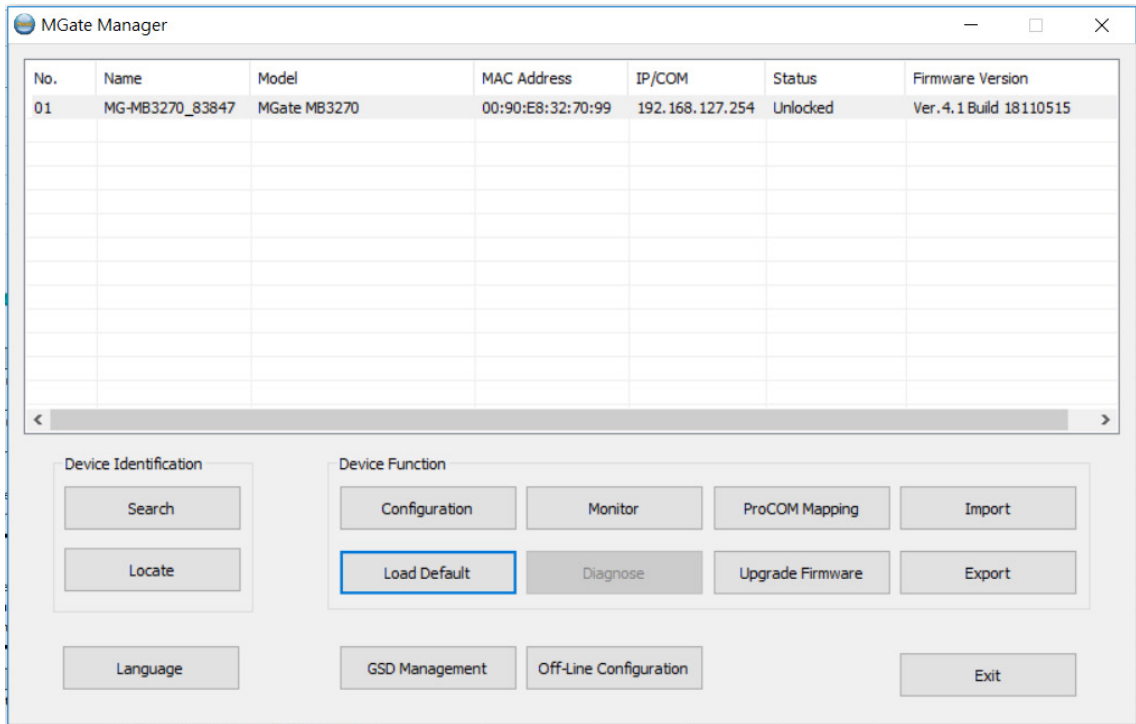 MGate Manager
No. Name Model MAC Address IP/COM Status Firmware Version
01 MG-MB3270_83847 MGate MB3270 00:90:E8:32:70:99 192.168.127.254 Unlocked Ver.4.1 Build 18110515
Device Identification
Device Function
Search
Configuration
Monitor
ProCOM Mapping
Import
Locate
Load Default
Diagnose
Upgrade Firmware
Export
Language
GSD Management
Off-Line Configuration
Exit